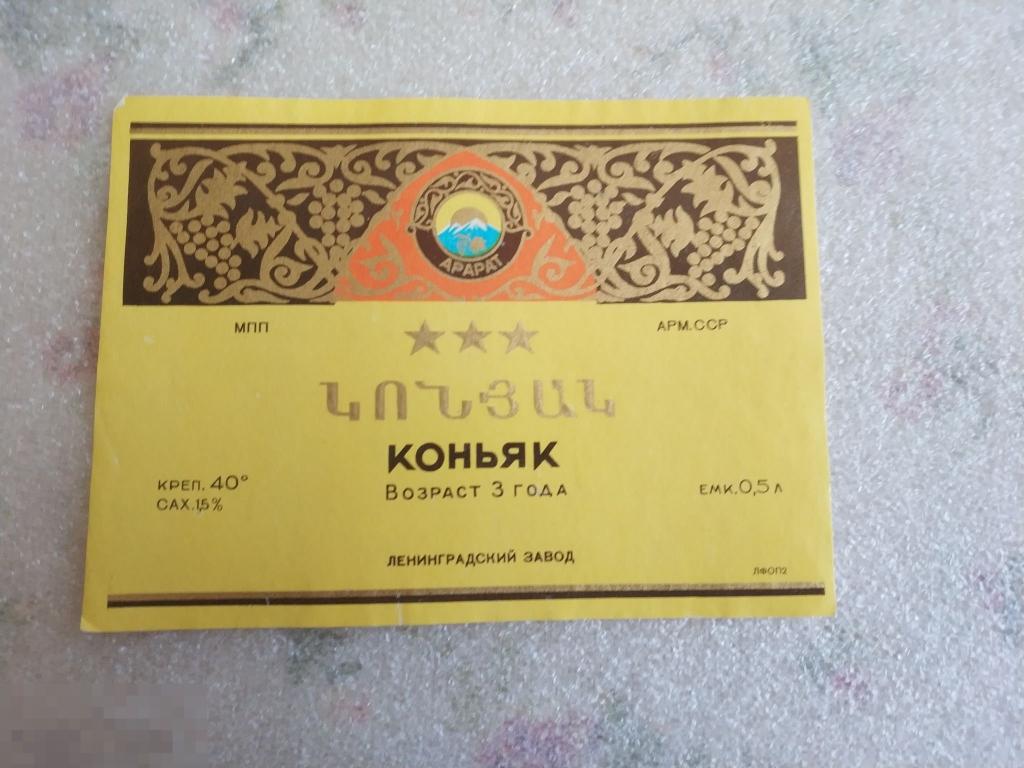 АРАРАТ
МПП
АРМ.ССР
ԿՈՆՅԱԿ
КОНЬЯК
КРЕП. 40°
ВОЗРАСТ 3 ГОДА
ЕМК.0,5 Л
САХ.1,5%
ЛЕНИНГРАДСКИЙ ЗАВОД
ЛФОП2